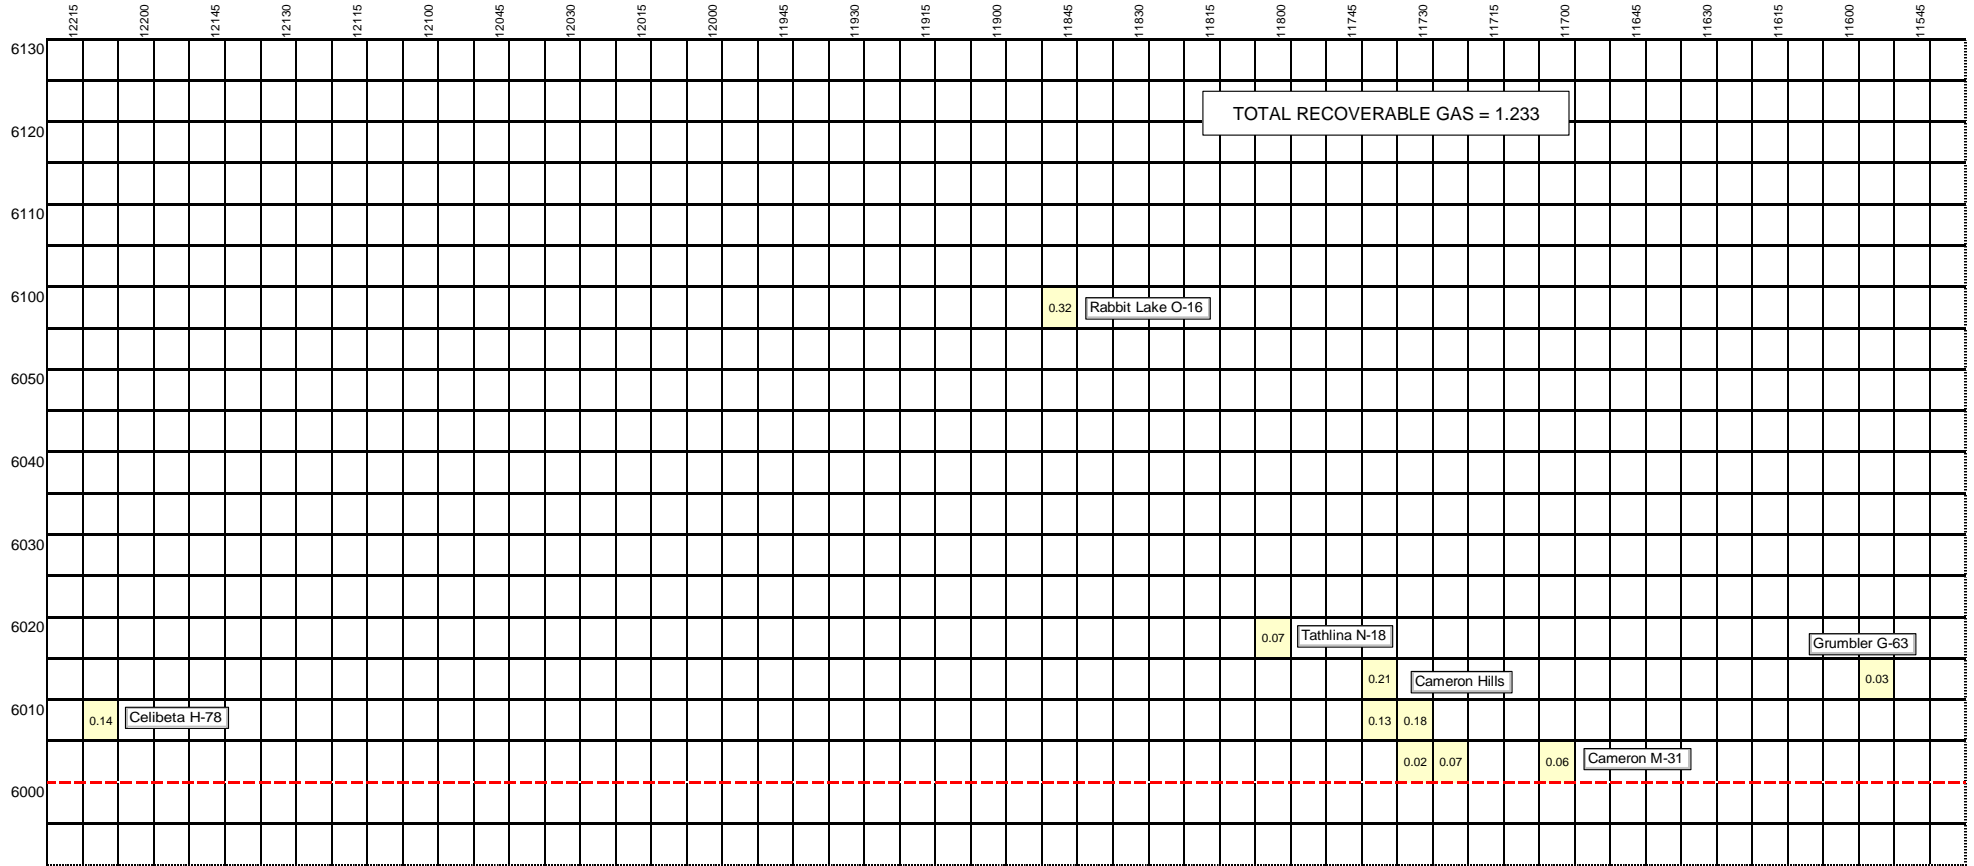 12215 12200 12145 12130 12115 12100 12045 12030 12015 12000 11945 11930 11915 11900 11845 11830 11815 11800 11745 11730 11715 11700 11645 11630 11615 11600 11545
6130
TOTAL RECOVERABLE GAS = 1.233
6120
6110
6100
0.32 Rabbit Lake O-16
6050
6040
6030
6020
0.07 Tathlina N-18 Grumbler G-63
0.21 Cameron Hills 0.03
6010
0.14 Celibeta H-78 0.13 0.18
0.02 0.07 0.06 Cameron M-31
6000